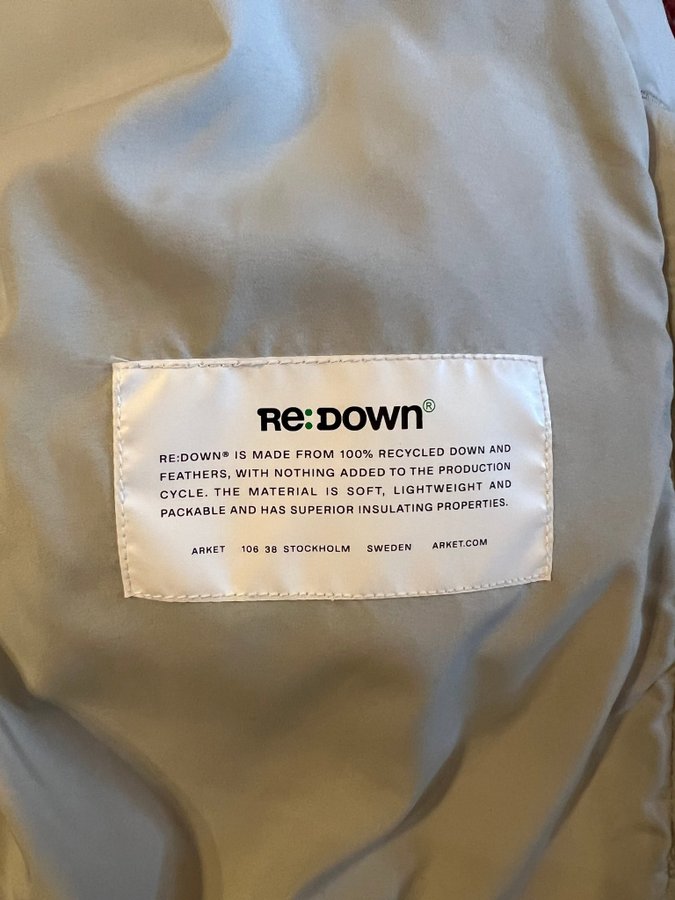 Re:DOWN®
RE:DOWN® IS MADE FROM 100% RECYCLED DOWN AND
FEATHERS, WITH NOTHING ADDED TO THE PRODUCTION
CYCLE. THE MATERIAL IS SOFT, LIGHTWEIGHT AND
PACKABLE AND HAS SUPERIOR INSULATING PROPERTIES.
ARKET 106 38 STOCKHOLM SWEDEN ARKET.COM